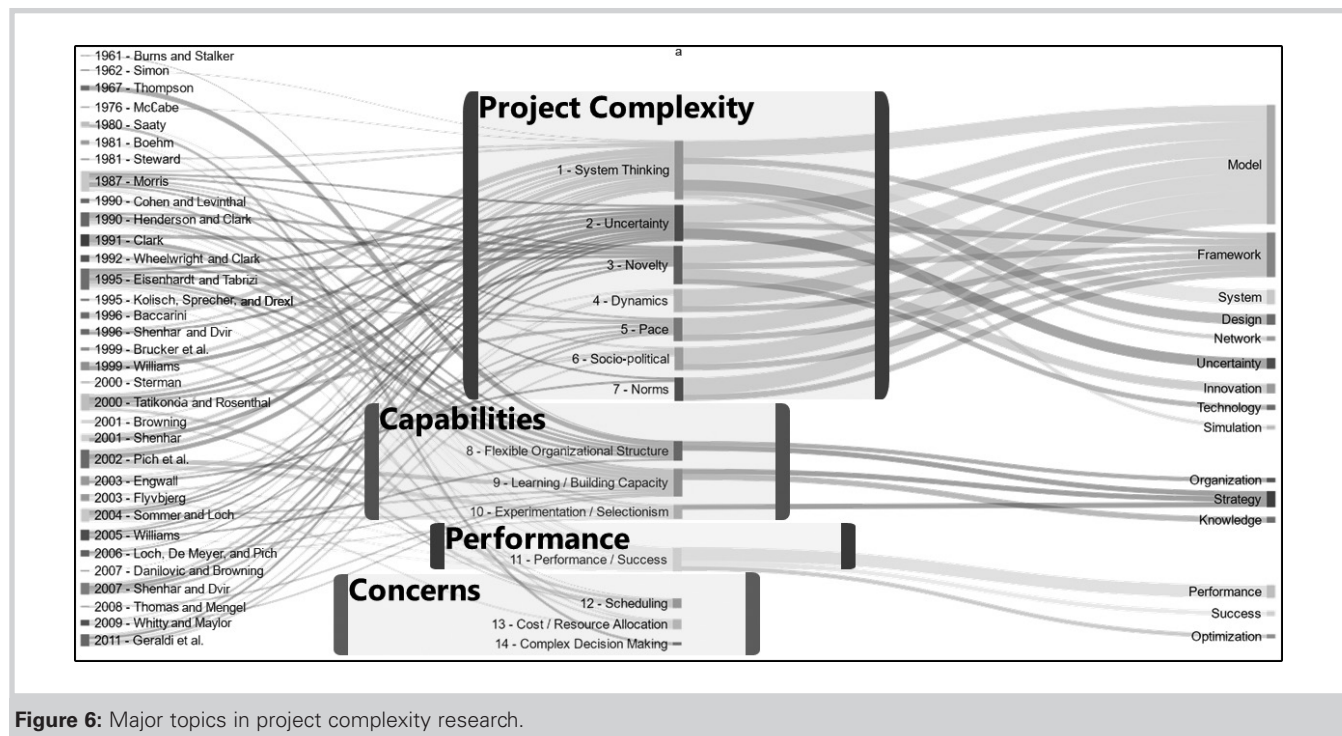 a
1961 - Burns and Stalker
1962 - Simon
1967 - Thompson
1976 - McCabe
1980 - Saaty
1981 - Boehm
1981 - Steward
1987 - Morris
1990 - Cohen and Levinthal
1990 - Henderson and Clark
1991 - Clark
1992 - Wheelwright and Clark
1995 - Eisenhardt and Tabrizi
1995 - Kolisch, Sprecher, and Drexl
1996 - Baccarini
1996 - Shenhar and Dvir
1999 - Brucker et al.
1999 - Williams
2000 - Sterman
2000 - Tatikonda and Rosenthal
2001 - Browning
2001 - Shenhar
2002 - Pich et al.
2003 - Engwall
2003 - Flyvbjerg
2004 - Sommer and Loch
2005 - Williams
2006 - Loch, De Meyer, and Pich
2007 - Danilovic and Browning
2007 - Shenhar and Dvir
2008 - Thomas and Mengel
2009 - Whitty and Maylor
2011 - Geraldi et al.
Project Complexity
1 - System Thinking
2 - Uncertainty
3 - Novelty
4 - Dynamics
5 - Pace
6 - Socio-political
7 - Norms
Capabilities
8 - Flexible Organizational Structure
9 - Learning / Building Capacity
10 - Experimentation / Selectionism
Performance
11 - Performance / Success
Concerns
12 - Scheduling
13 - Cost / Resource Allocation
14 - Complex Decision Making
Model
Framework
System
Design
Network
Uncertainty
Innovation
Technology
Simulation
Organization
Strategy
Knowledge
Performance
Success
Optimization
Figure 6: Major topics in project complexity research.